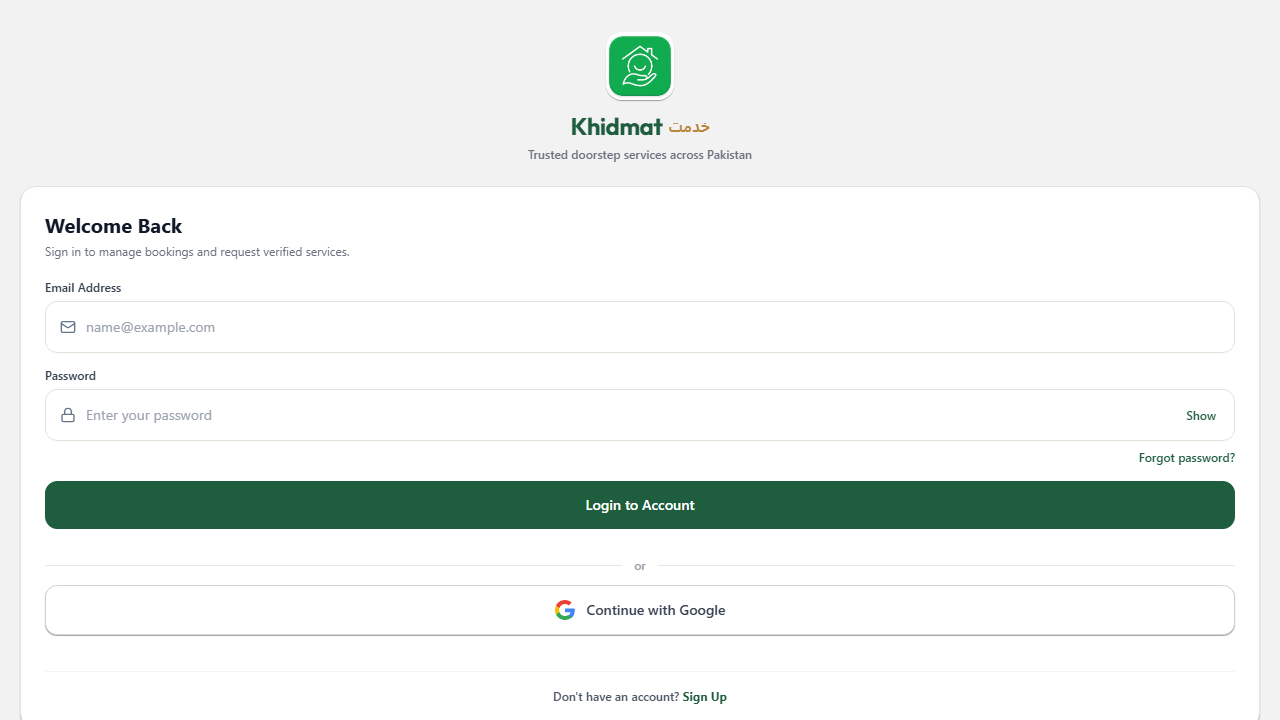 Khidmat خدمت
Trusted doorstep services across Pakistan
Welcome Back
Sign in to manage bookings and request verified services.
Email Address
name@example.com
Password
Enter your password
Show
Forgot password?
Login to Account
or
Continue with Google
Don't have an account? Sign Up